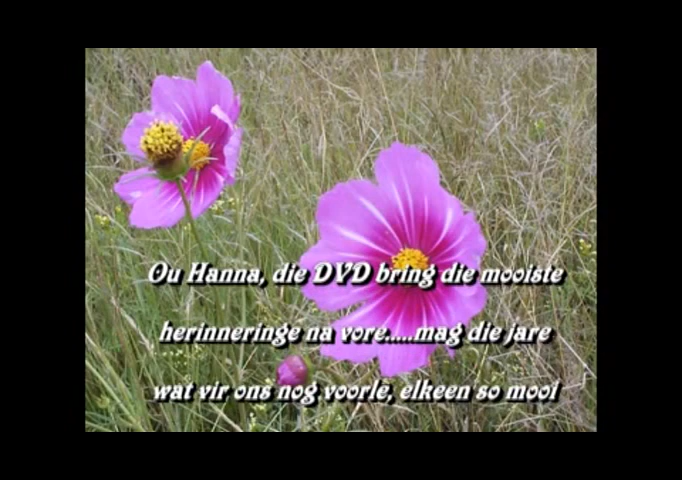 Ou Hanna, die DVD bring die mooiste
herinneringe na vore.....mag die jare
wat vir ons nog voorle, elkeen so mooi